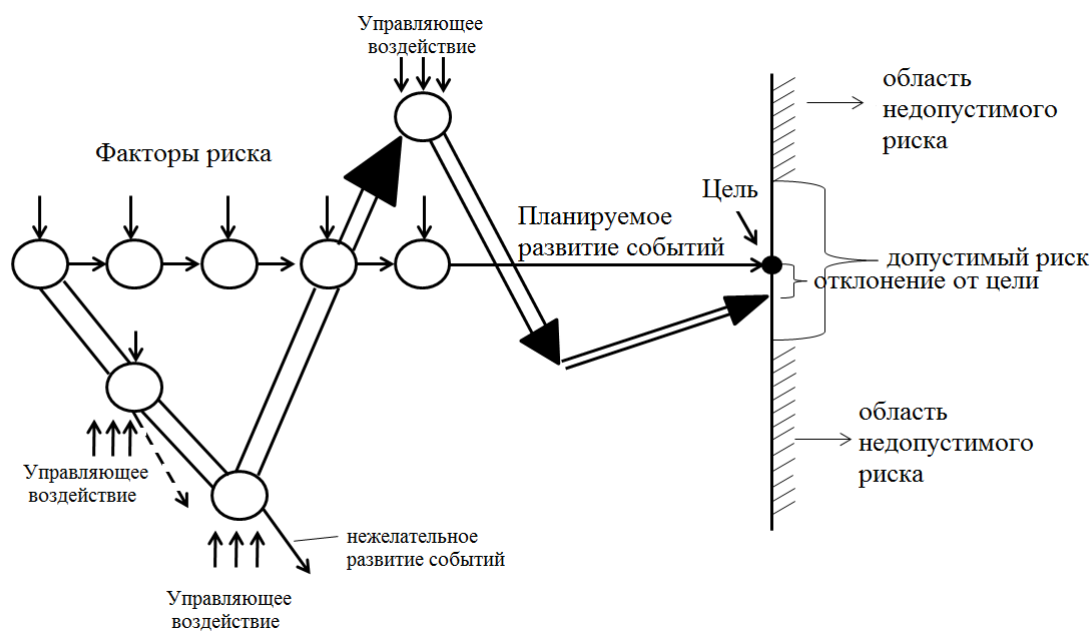 Управляющее
воздействие
область
недопустимого
риска
Факторы риска
Цель
Планируемое
развитие событий
допустимый риск
отклонение от цели
область
недопустимого
риска
Управляющее
воздействие
нежелательное
развитие событий
Управляющее
воздействие